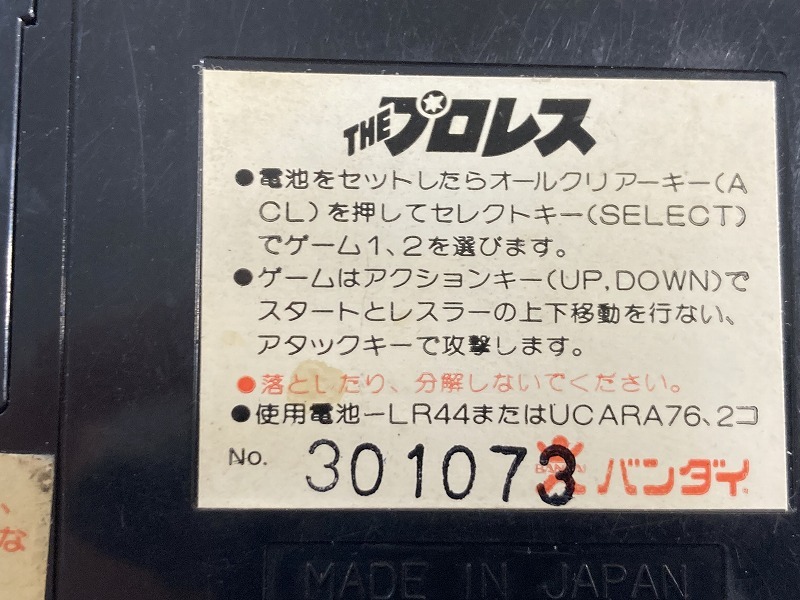 THEプロレス
●電池をセットしたらオールクリアーキー(A
CL)を押してセレクトキー(SELECT)
でゲーム1、2を選びます。
●ゲームはアクションキー(UP,DOWN)で
スタートとレスラーの上下移動を行ない、
アタックキーで攻撃します。
●落としたり、分解しないでください。
●使用電池—LR44またはUCARA76、2コ
No. 301073 BANDAI バンダイ
、
な
MADE IN JAPAN